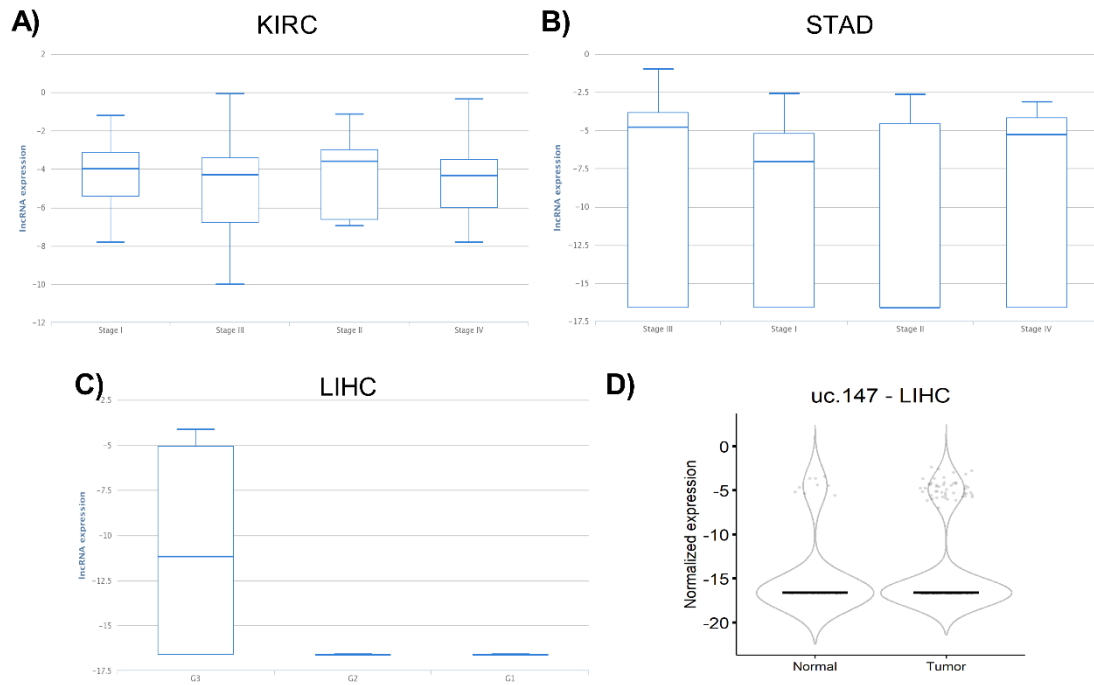 A)
KIRC
2
0
−2
−4
−6
−8
−10
−12
lncRNA expression
Stage I
Stage III
Stage II
Stage IV
B)
STAD
0
−2.5
−5
−7.5
−10
−12.5
−15
−17.5
lncRNA expression
Stage III
Stage I
Stage II
Stage IV
C)
LIHC
2.5
−5
−7.5
−10
−12.5
−15
−17.5
lncRNA expression
G3
G2
G1
D)
uc.147 - LIHC
0
-5
-10
-15
-20
Normalized expression
Normal
Tumor